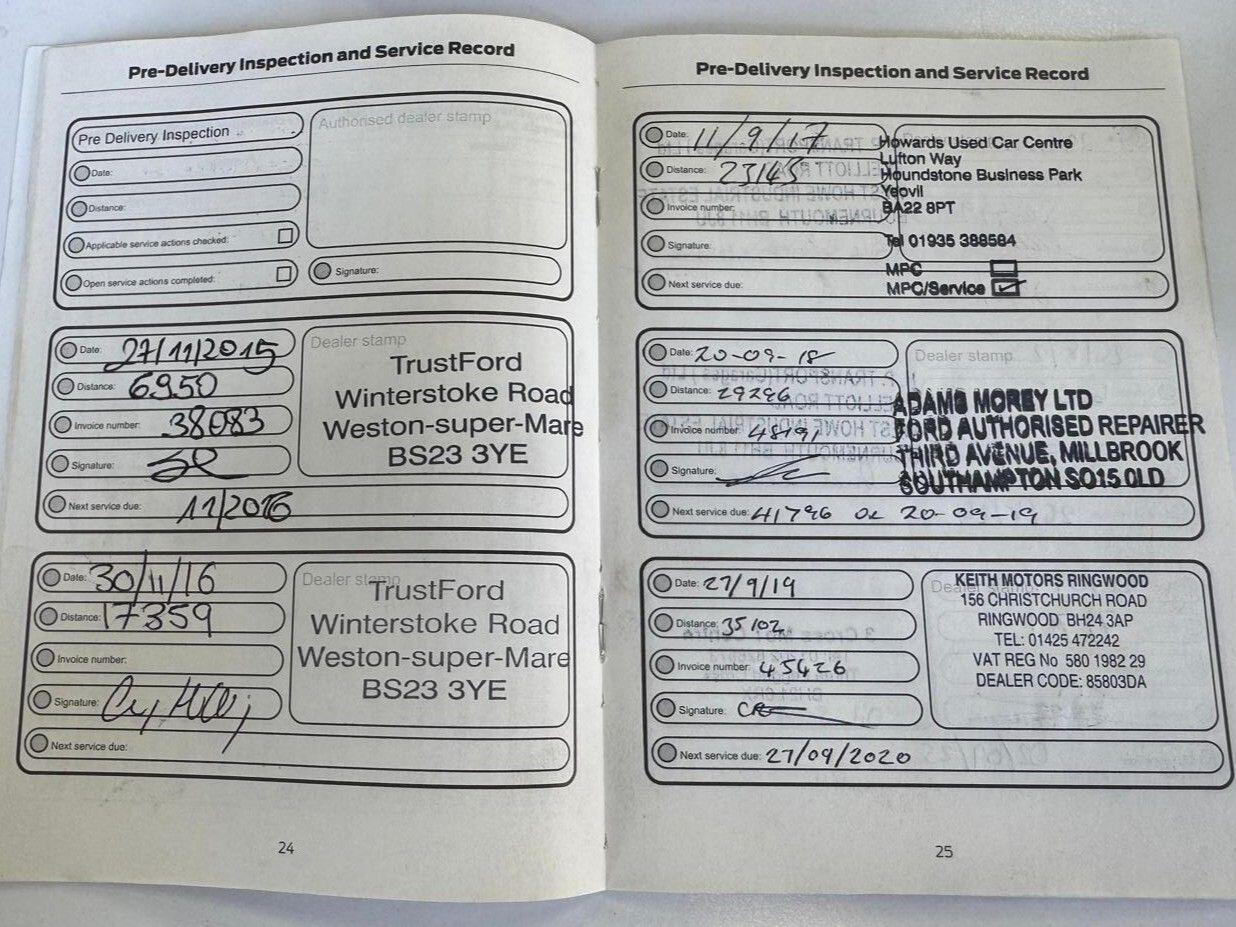 Pre-Delivery Inspection and Service Record
Pre Delivery Inspection
Date:
Distance:
Applicable service actions checked:
Open service actions completed:
Authorised dealer stamp
Signature:
Date: 27/11/2015
Distance: 6950
Invoice number: 38083
Signature:
Next service due: 11/2016
Dealer stamp
TrustFord
Winterstoke Road
Weston-super-Mare
BS23 3YE
Date: 30/11/16
Distance: 17359
Invoice number:
Signature:
Next service due:
Dealer stamp
TrustFord
Winterstoke Road
Weston-super-Mare
BS23 3YE
24
Pre-Delivery Inspection and Service Record
Date: 11/9/17
Distance: 23145
Invoice number:
Signature:
Next service due:
Howards Used Car Centre
Lufton Way
Houndstone Business Park
Yeovil
BA22 8PT
Tel 01935 388584
MPC
MPC/Service
Date: 20-09-18
Distance: 29296
Invoice number: 48191
Signature:
Next service due: 41796 OR 20-09-19
Dealer stamp
ADAMS MOREY LTD
FORD AUTHORISED REPAIRER
THIRD AVENUE, MILLBROOK
SOUTHAMPTON SO15 0LD
Date: 27/9/19
Distance: 35102
Invoice number: 45426
Signature:
Next service due: 27/09/2020
KEITH MOTORS RINGWOOD
156 CHRISTCHURCH ROAD
RINGWOOD BH24 3AP
TEL: 01425 472242
VAT REG No 580 1982 29
DEALER CODE: 85803DA
25